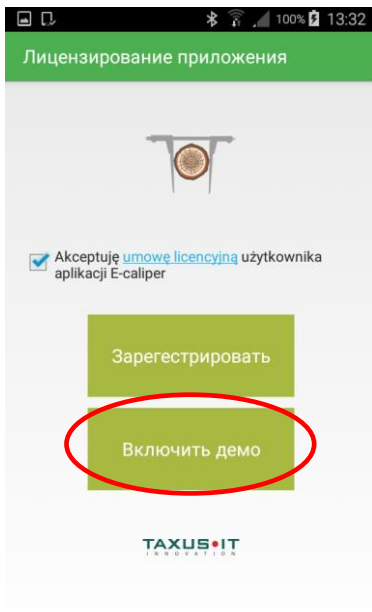 100% 13:32
Лицензирование приложения
Akceptuję umowę licencyjną użytkownika
aplikacji E-caliper
Зарегестрировать
Включить демо
TAXUS IT
INNOVATION